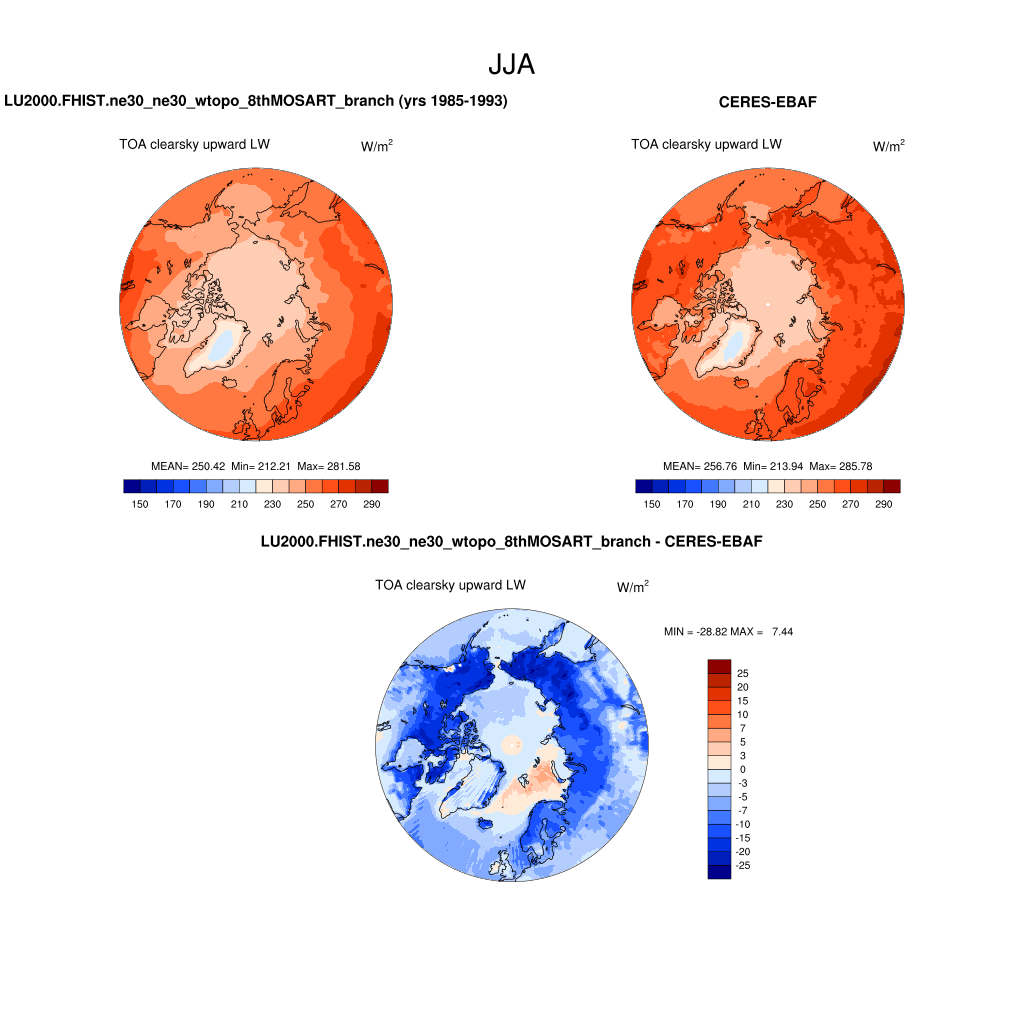 JJA
LU2000.FHIST.ne30_ne30_wtopo_8thMOSART_branch (yrs 1985-1993)
TOA clearsky upward LW W/m²
MEAN= 250.42 Min= 212.21 Max= 281.58
150 170 190 210 230 250 270 290
CERES-EBAF
TOA clearsky upward LW W/m²
MEAN= 256.76 Min= 213.94 Max= 285.78
150 170 190 210 230 250 270 290
LU2000.FHIST.ne30_ne30_wtopo_8thMOSART_branch - CERES-EBAF
TOA clearsky upward LW W/m²
MIN = -28.82 MAX = 7.44
25
20
15
10
7
5
3
0
-3
-5
-7
-10
-15
-20
-25